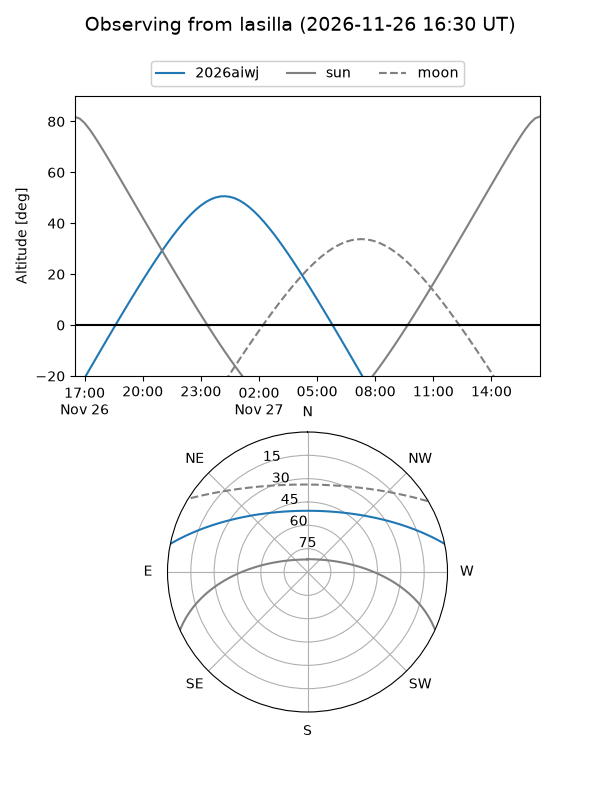 Observing from lasilla (2026-11-26 16:30 UT)
2026aiwj sun moon
Altitude [deg]
80
60
40
20
0
−20
17:00 20:00 23:00 02:00 05:00 08:00 11:00 14:00
Nov 26 Nov 27
N
NE NW
15
30
45
60
75
E W
SE SW
S